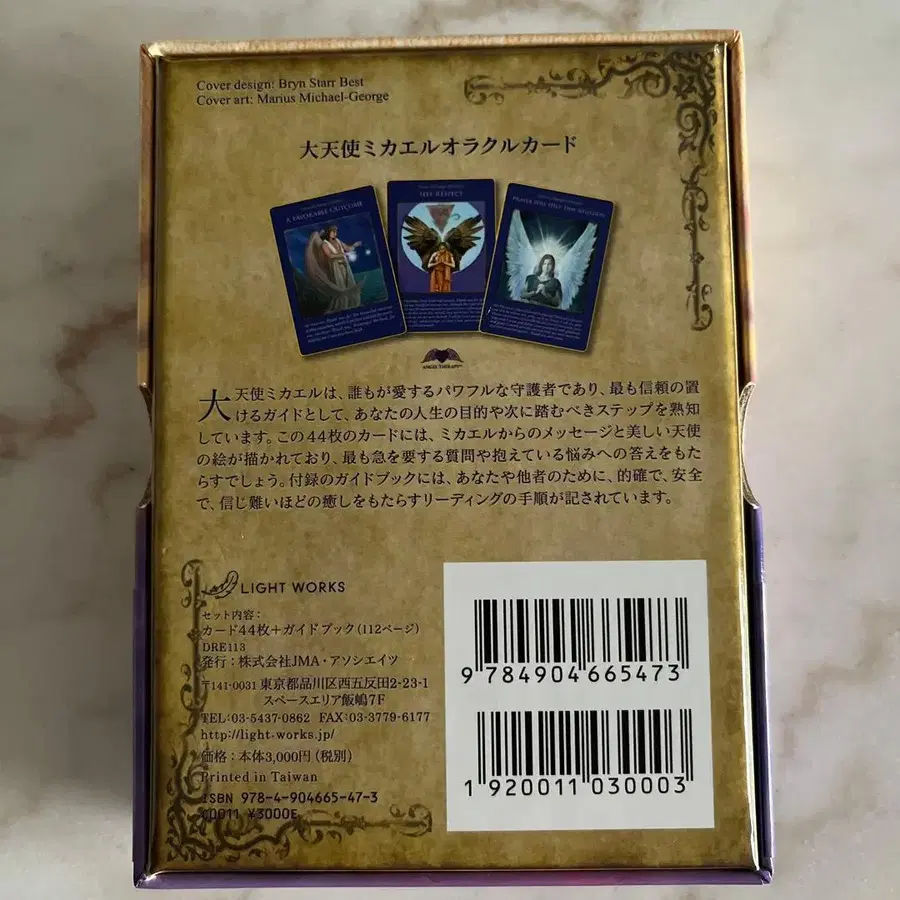 Cover design: Bryn Starr Best
Cover art: Marius Michael-George
大天使ミカエルオラクルカード
A FAVORABLE OUTCOME
SELF-RESPECT
PRAYER WILL HELP THIS SITUATION
ANGEL THERAPY
大天使ミカエルは、誰もが愛するパワフルな守護者であり、最も信頼の置
けるガイドとして、あなたの人生の目的や次に踏むべきステップを熟知
しています。この44枚のカードには、ミカエルからのメッセージと美しい天使
の絵が描かれており、最も急を要する質問や抱えている悩みへの答えをもた
らすでしょう。付録のガイドブックには、あなたや他者のために、的確で、安全
で、信じ難いほどの癒しをもたらすリーディングの手順が記されています。
LIGHT WORKS
セット内容：
カード44枚＋ガイドブック（112ページ）
DRE113
発行：株式会社JMA・アソシエイツ
〒141-0031 東京都品川区西五反田2-23-1
スペースエリア飯嶋7F
TEL:03-5437-0862 FAX:03-3779-6177
http://light-works.jp/
価格：本体3,000円（税別）
Printed in Taiwan
ISBN 978-4-904665-47-3
C0011 ¥3000E
9784904665473
1920011030003